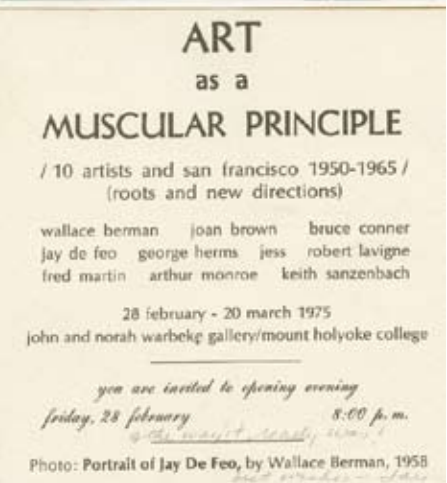 ART
as a
MUSCULAR PRINCIPLE
/ 10 artists and san francisco 1950-1965 /
(roots and new directions)
wallace berman joan brown bruce conner
jay de feo george herms jess robert lavigne
fred martin arthur monroe keith sanzenbach
28 february - 20 march 1975
john and norah warbeke gallery/mount holyoke college
you are invited to opening evening
friday, 28 february 8:00 p.m.
Photo: Portrait of Jay De Feo, by Wallace Berman, 1958